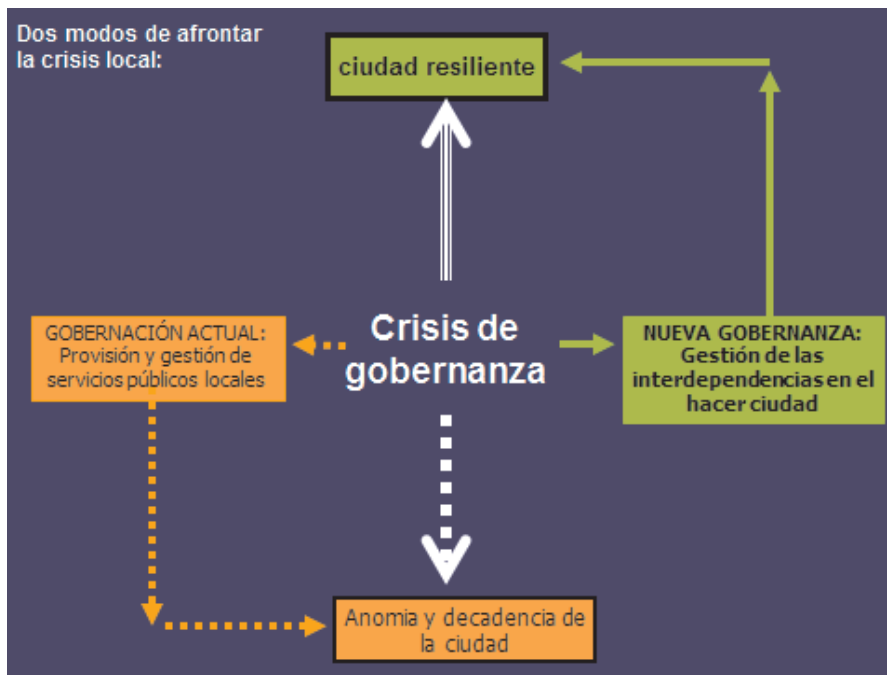 Dos modos de afrontar
la crisis local:
ciudad resiliente
GOBERNACIÓN ACTUAL:
Provisión y gestión de
servicios públicos locales
Crisis de
gobernanza
NUEVA GOBERNANZA:
Gestión de las
interdependencias en el
hacer ciudad
Anomia y decadencia de
la ciudad